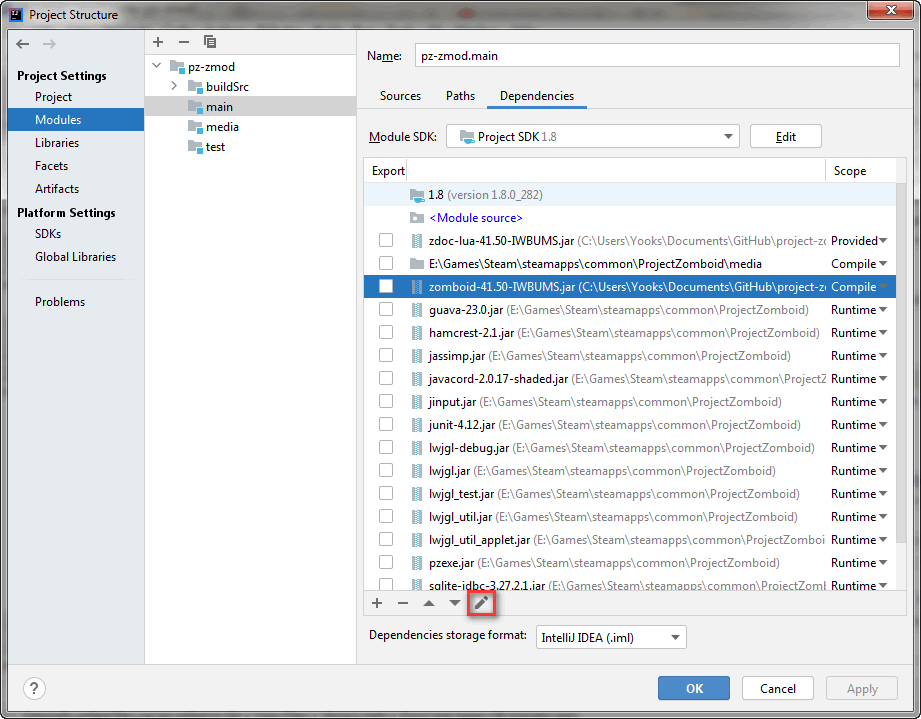 Project Structure
Project Settings
Project
Modules
Libraries
Facets
Artifacts
Platform Settings
SDKs
Global Libraries
Problems
pz-zmod
buildSrc
main
media
test
Name: pz-zmod.main
Sources Paths Dependencies
Module SDK: Project SDK 1.8 Edit
Export Scope
1.8 (version 1.8.0_282)
<Module source>
zdoc-lua-41.50-IWBUMS.jar (C:\Users\Yooks\Documents\GitHub\project-zo Provided
E:\Games\Steam\steamapps\common\ProjectZomboid\media Compile
zomboid-41.50-IWBUMS.jar (C:\Users\Yooks\Documents\GitHub\project-z Compile
guava-23.0.jar (E:\Games\Steam\steamapps\common\ProjectZomboid) Runtime
hamcrest-2.1.jar (E:\Games\Steam\steamapps\common\ProjectZomboid) Runtime
jassimp.jar (E:\Games\Steam\steamapps\common\ProjectZomboid) Runtime
javacord-2.0.17-shaded.jar (E:\Games\Steam\steamapps\common\ProjectZ Runtime
jinput.jar (E:\Games\Steam\steamapps\common\ProjectZomboid) Runtime
junit-4.12.jar (E:\Games\Steam\steamapps\common\ProjectZomboid) Runtime
lwjgl-debug.jar (E:\Games\Steam\steamapps\common\ProjectZomboid) Runtime
lwjgl.jar (E:\Games\Steam\steamapps\common\ProjectZomboid) Runtime
lwjgl_test.jar (E:\Games\Steam\steamapps\common\ProjectZomboid) Runtime
lwjgl_util.jar (E:\Games\Steam\steamapps\common\ProjectZomboid) Runtime
lwjgl_util_applet.jar (E:\Games\Steam\steamapps\common\ProjectZomboi Runtime
pzexe.jar (E:\Games\Steam\steamapps\common\ProjectZomboid) Runtime
sqlite-jdbc-3.27.2.1.jar (E:\Games\Steam\steamapps\common\ProjectZoml Runtime
Dependencies storage format: IntelliJ IDEA (.iml)
? OK Cancel Apply